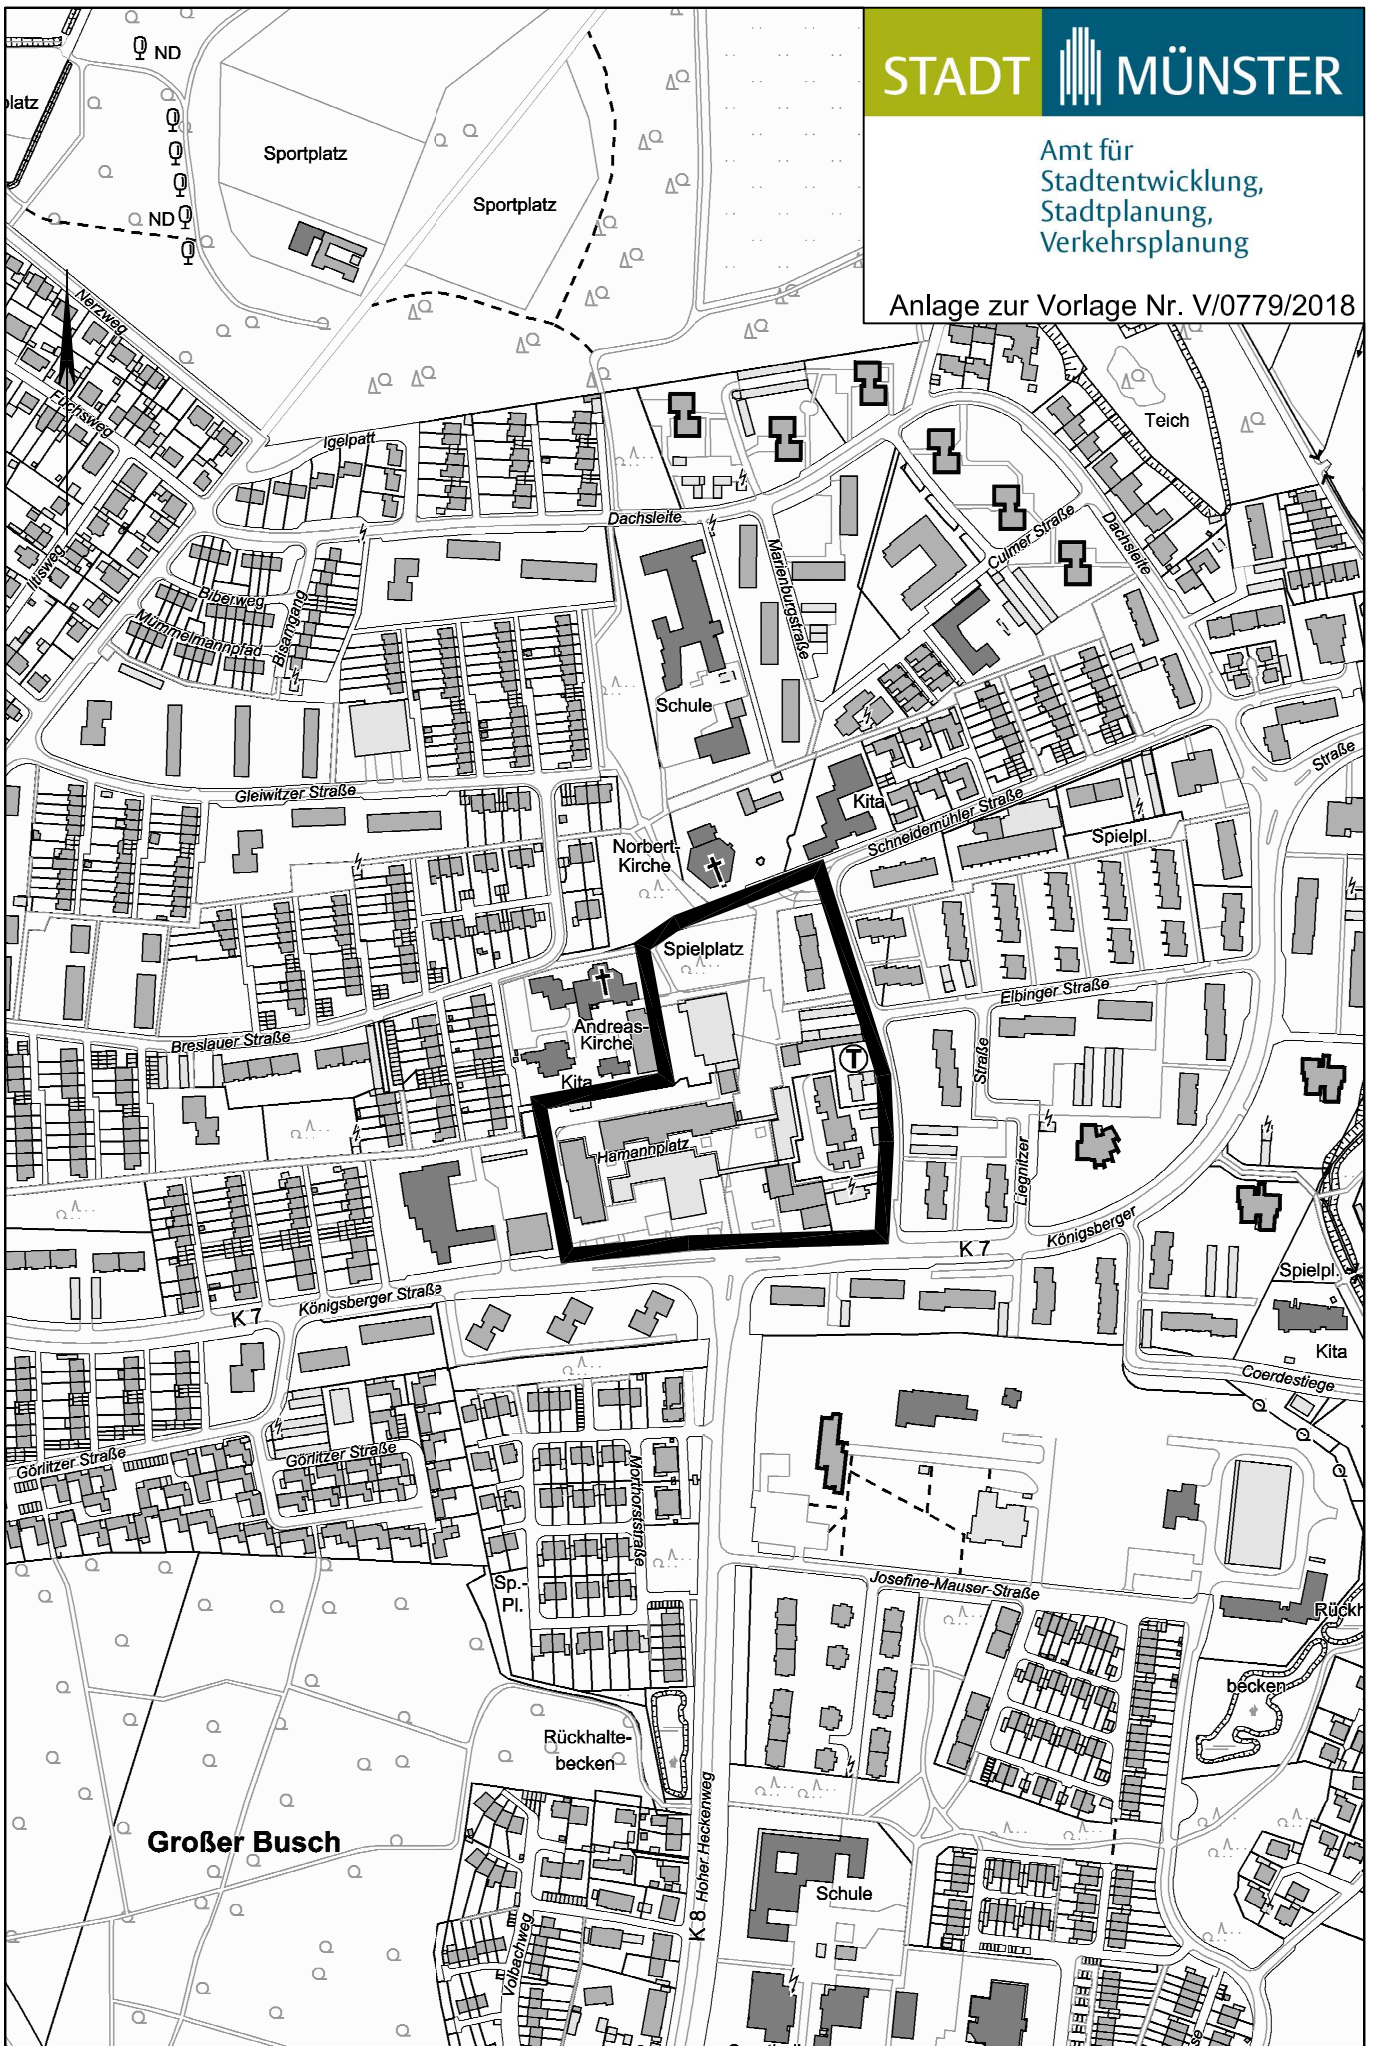 STADT MÜNSTER
Amt für
Stadtentwicklung,
Stadtplanung,
Verkehrsplanung
Anlage zur Vorlage Nr. V/0779/2018
ND
platz
Sportplatz
Sportplatz
ND
Nerzweg
Fuchsweg
Igelpatt
Teich
Iltisweg
Dachsleite
Culmer Straße
Dachsleite
Marienburgstraße
Biberweg
Bisamgang
Mümmelmannpfad
Schule
Straße
Gleiwitzer Straße
Kita
Schneidemühler Straße
Spielpl.
Norbert-
Kirche
Spielplatz
Elbinger Straße
Andreas-
Kirche
Breslauer Straße
Kita
T
Straße
Liegnitzer
Hamannplatz
Königsberger
K 7
Spielpl.
Königsberger Straße
K 7
Kita
Coerdestiege
Görlitzer Straße
Görlitzer Straße
Morthorststraße
Sp.-
Pl.
Josefine-Mauser-Straße
Rückh
becken
Rückhalte-
becken
Hoher Heckenweg
K 8
Großer Busch
Schule
Volbachweg